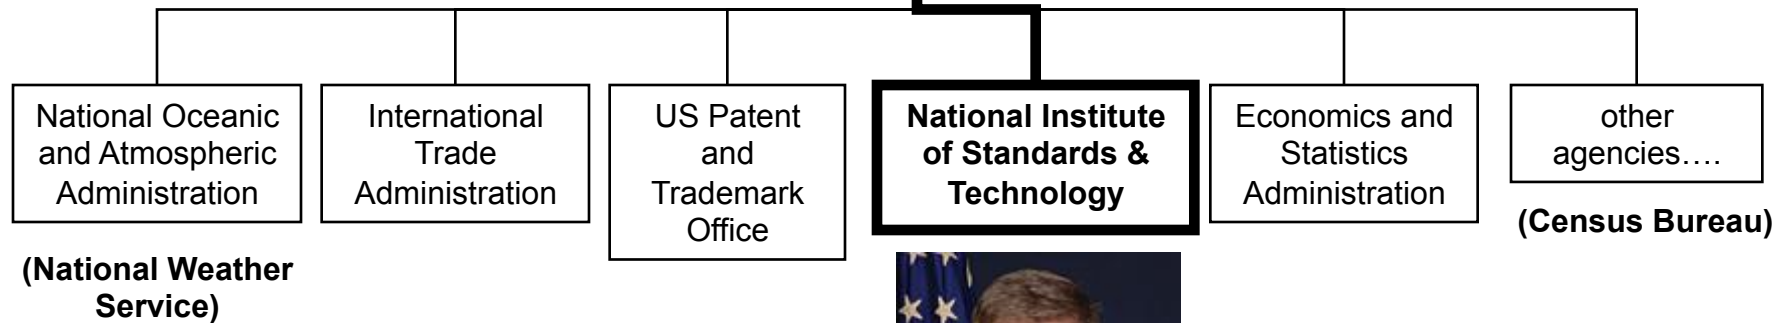 National Oceanic
and Atmospheric
Administration
International
Trade
Administration
US Patent
and
Trademark
Office
National Institute
of Standards &
Technology
Economics and
Statistics
Administration
other
agencies….
(National Weather
Service)
(Census Bureau)